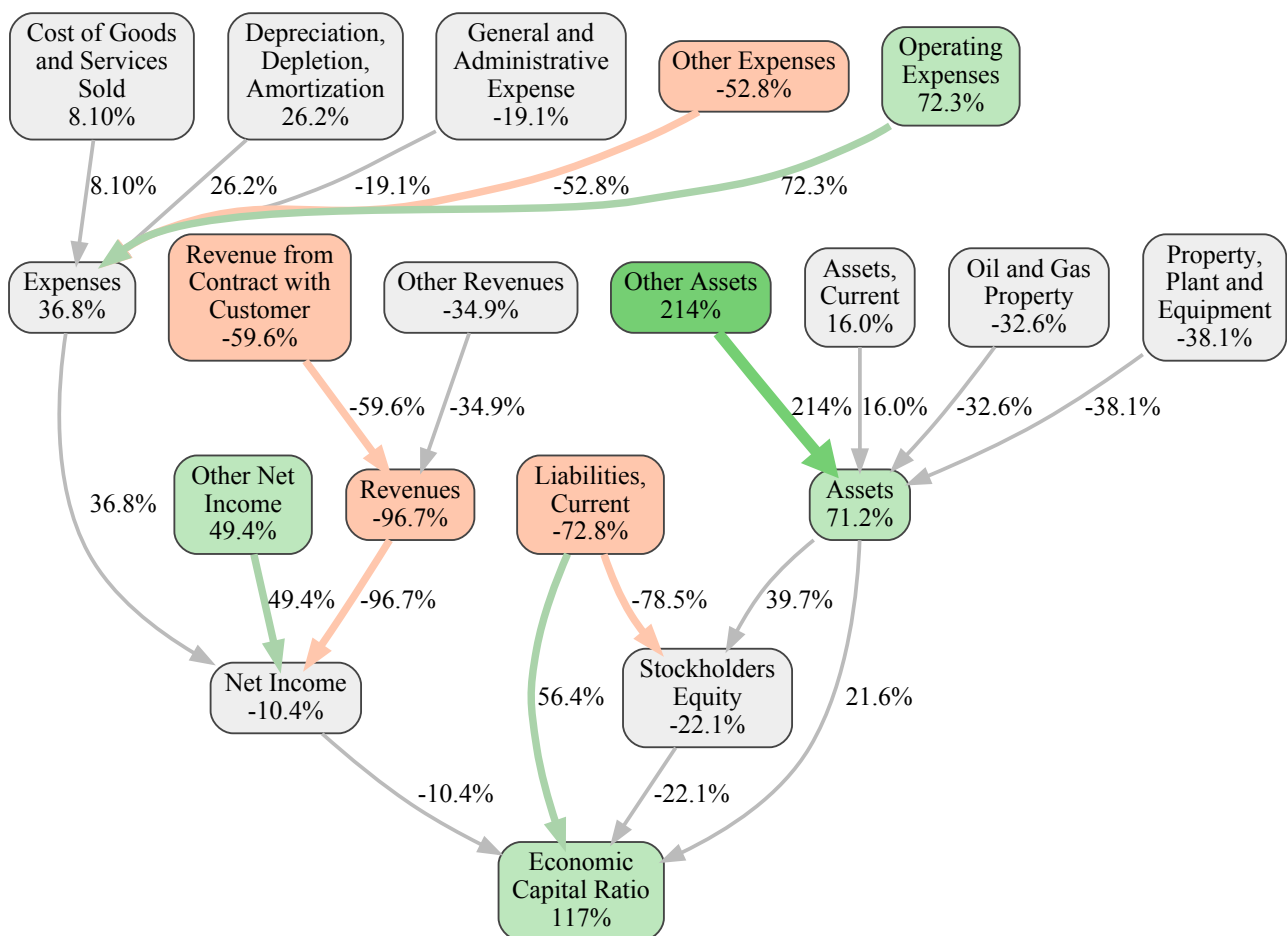 Cost of Goods
and Services
Sold
8.10%
Depreciation,
Depletion,
Amortization
26.2%
General and
Administrative
Expense
-19.1%
Other Expenses
-52.8%
Operating
Expenses
72.3%
8.10%
26.2%
-19.1%
-52.8%
72.3%
Expenses
36.8%
Revenue from
Contract with
Customer
-59.6%
Other Revenues
-34.9%
Other Assets
214%
Assets,
Current
16.0%
Oil and Gas
Property
-32.6%
Property,
Plant and
Equipment
-38.1%
-59.6%
-34.9%
214%
16.0%
-32.6%
-38.1%
36.8%
Other Net
Income
49.4%
Revenues
-96.7%
Liabilities,
Current
-72.8%
Assets
71.2%
49.4%
-96.7%
-78.5%
39.7%
Net Income
-10.4%
56.4%
Stockholders
Equity
-22.1%
21.6%
-10.4%
-22.1%
Economic
Capital Ratio
117%